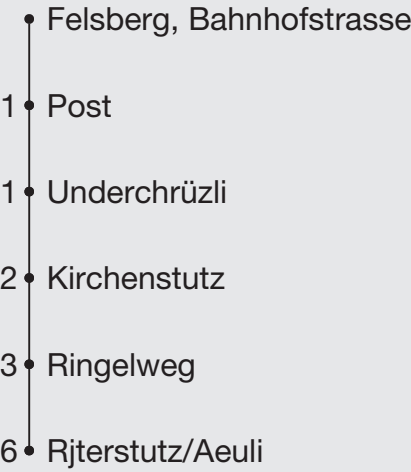 Felsberg, Bahnhofstrasse
1 Post
1 Underchrüzli
2 Kirchenstutz
3 Ringelweg
6 Rjterstutz/Aeuli